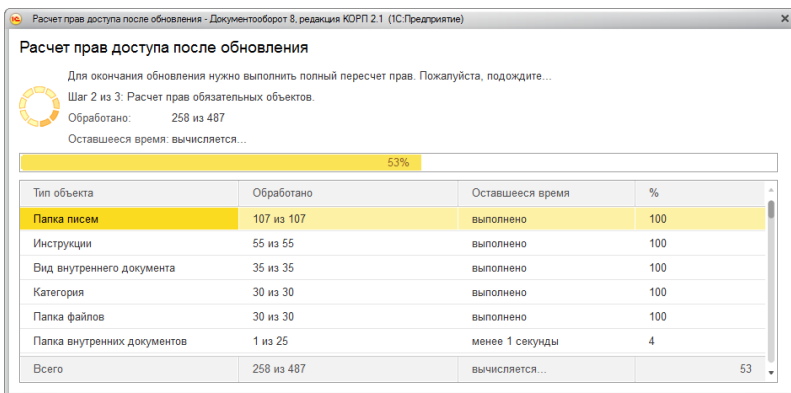 1С Расчет прав доступа после обновления - Документооборот 8, редакция КОРП 2.1 (1С:Предприятие)
Расчет прав доступа после обновления
Для окончания обновления нужно выполнить полный пересчет прав. Пожалуйста, подождите...
Шаг 2 из 3: Расчет прав обязательных объектов.
Обработано: 258 из 487
Оставшееся время: вычисляется...
53%
Тип объекта Обработано Оставшееся время %
Папка писем 107 из 107 выполнено 100
Инструкции 55 из 55 выполнено 100
Вид внутреннего документа 35 из 35 выполнено 100
Категория 30 из 30 выполнено 100
Папка файлов 30 из 30 выполнено 100
Папка внутренних документов 1 из 25 менее 1 секунды 4
Всего 258 из 487 вычисляется... 53